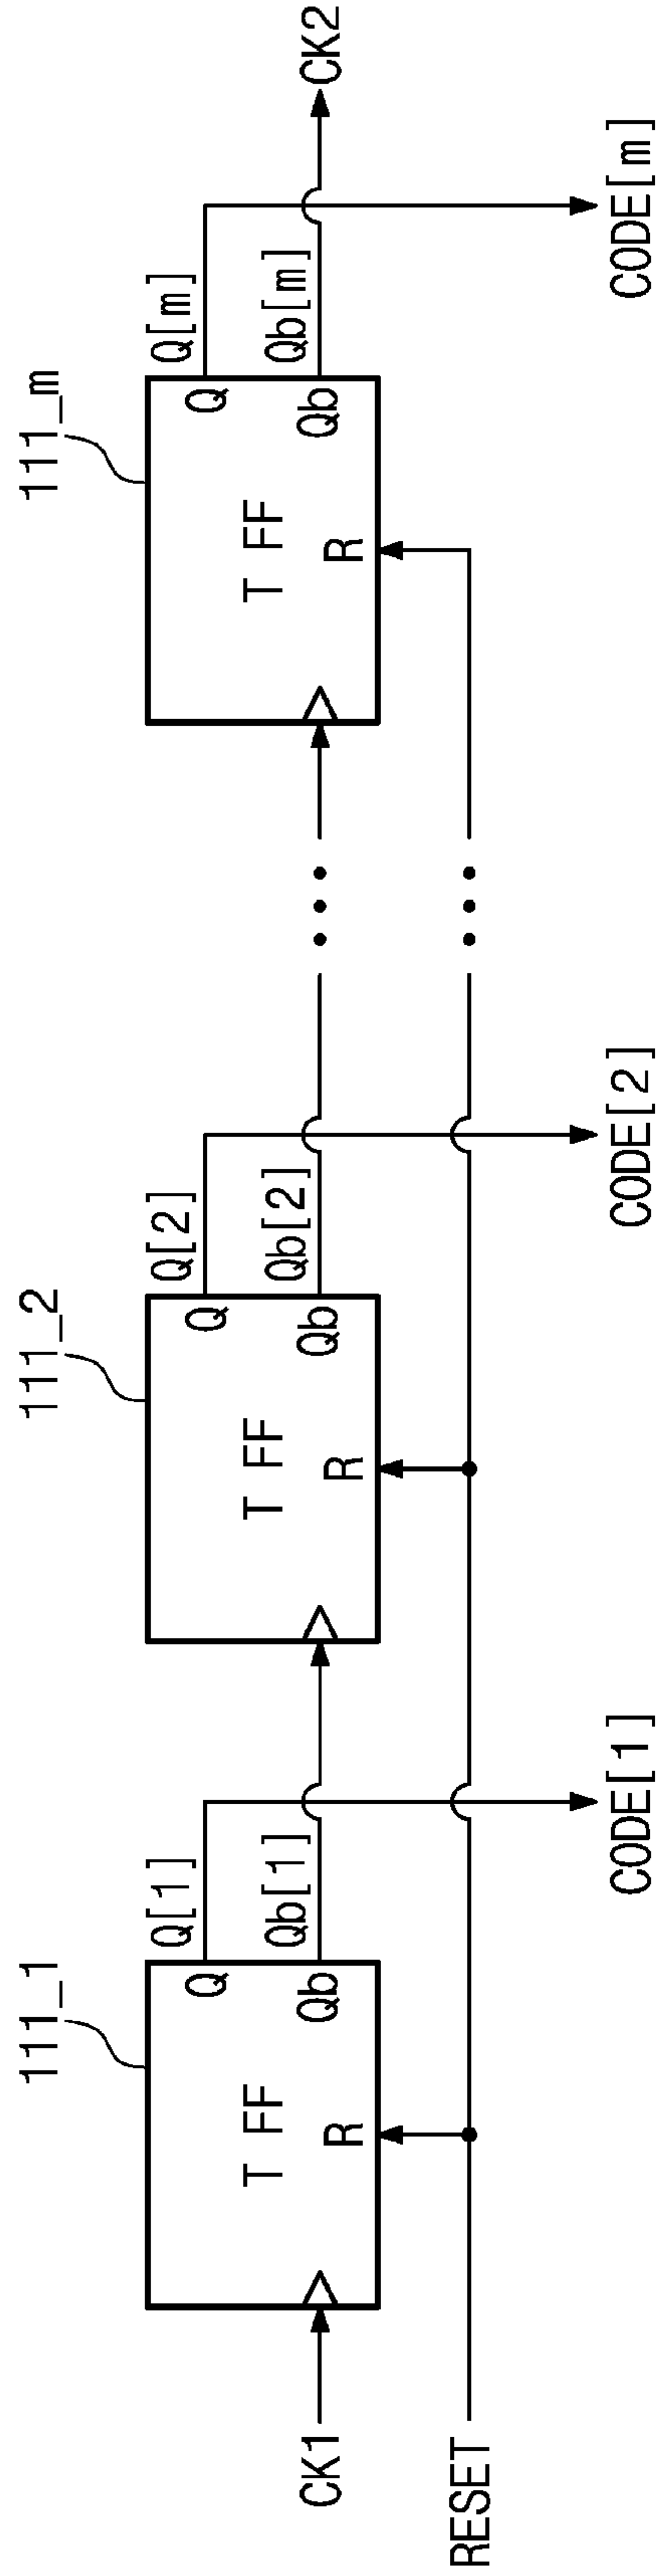 111_1
111_2
111_m
Q[1]
Q[2]
Q[m]
Q
Q
Q
Qb[1]
Qb[2]
Qb[m]
T FF
Qb
T FF
Qb
T FF
Qb
R
R
R
CK1
CK2
RESET
CODE[1]
CODE[2]
CODE[m]